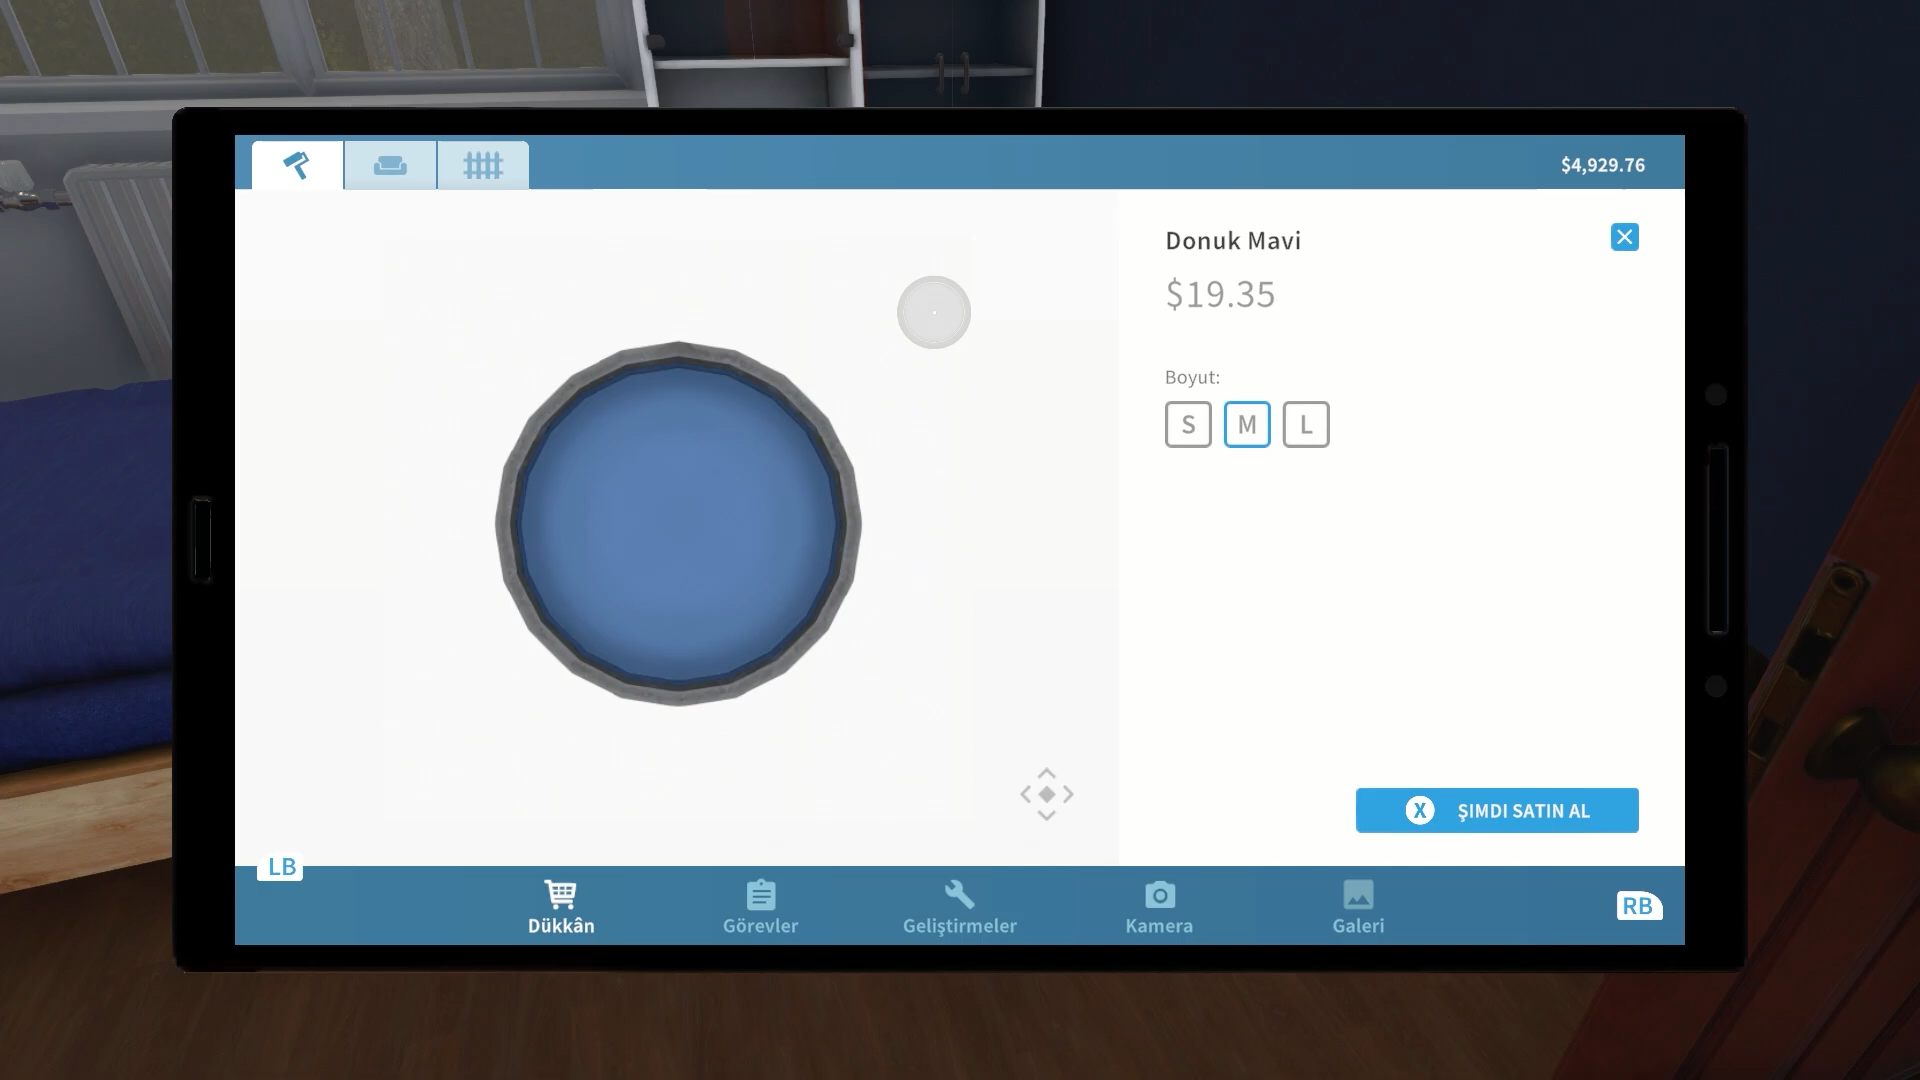 $4,929.76
Donuk Mavi
$19.35
Boyut:
S M L
X ŞIMDI SATIN AL
LB
RB
Dükkân Görevler Geliştirmeler Kamera Galeri